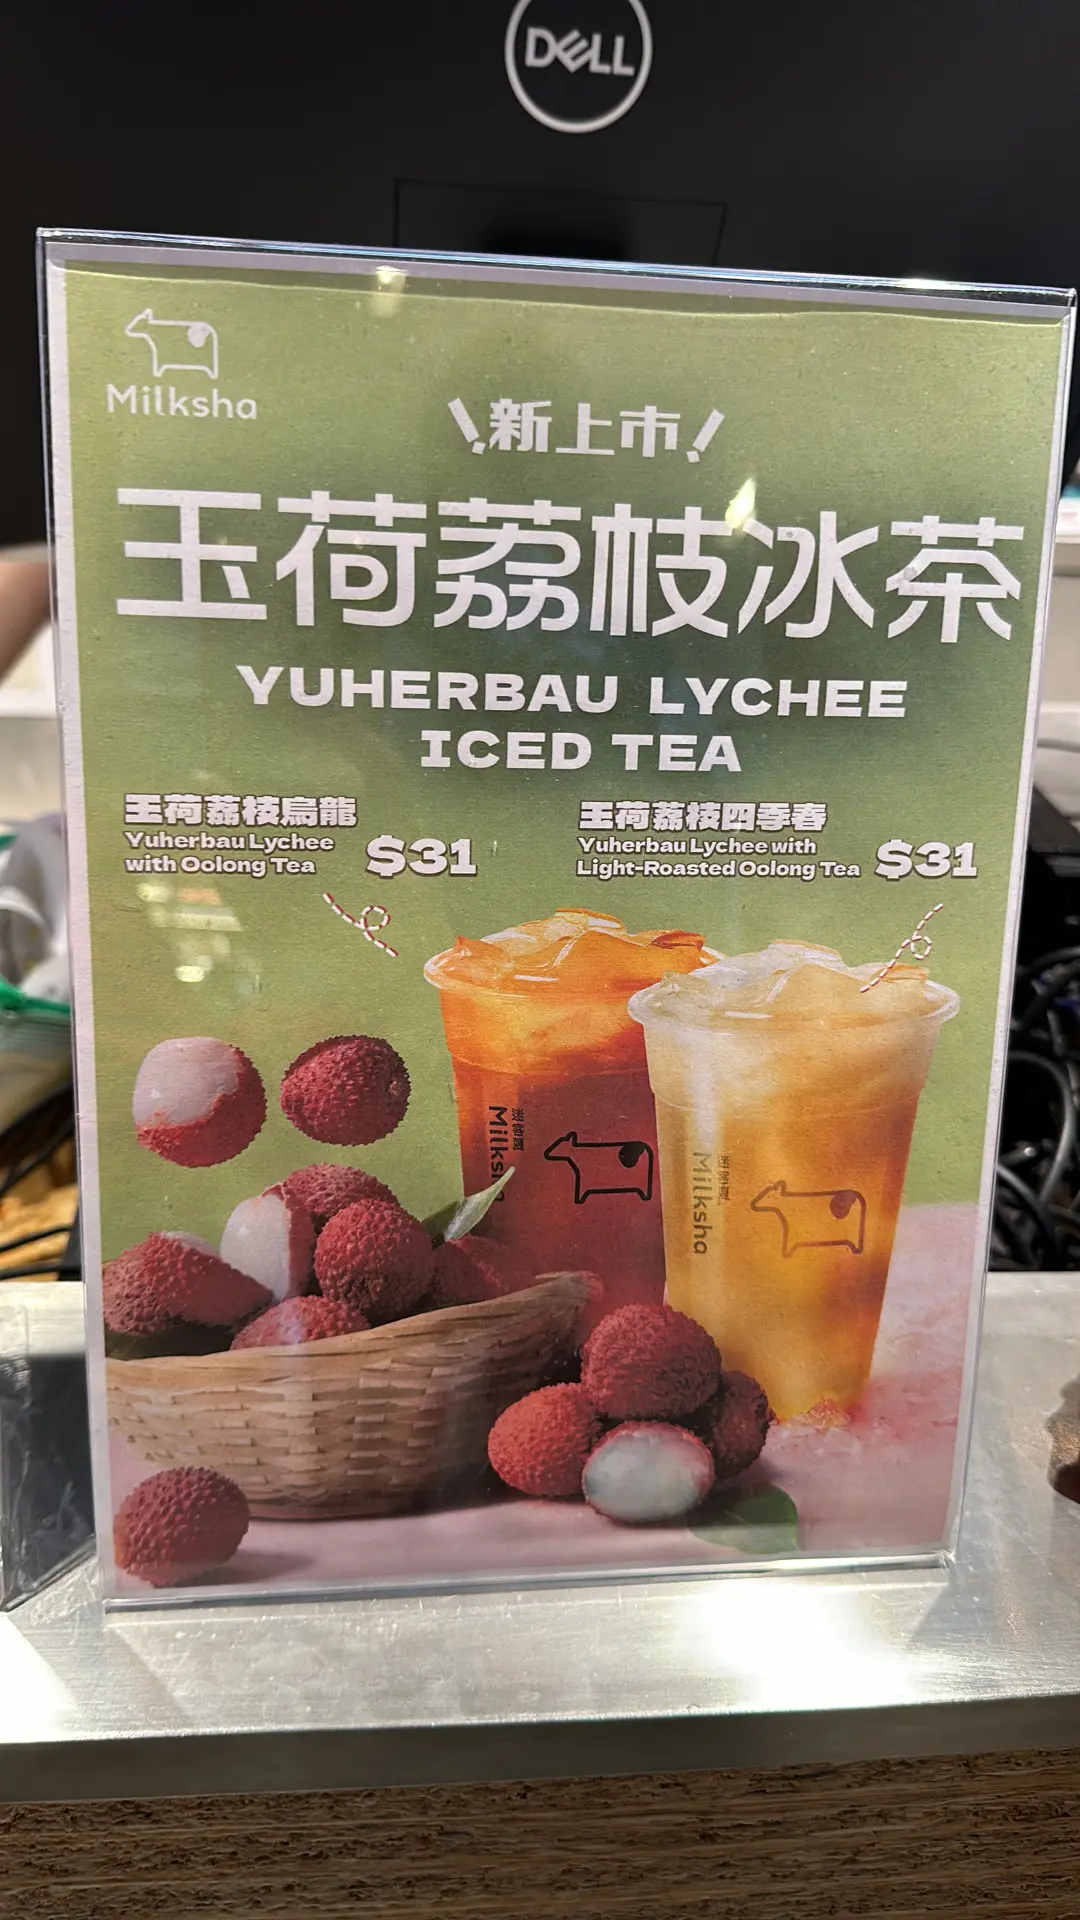 DELL
Milksha
新上市
玉荷荔枝冰茶
YUHERBAU LYCHEE
ICED TEA
玉荷荔枝烏龍
Yuherbau Lychee
with Oolong Tea
$31
玉荷荔枝四季春
Yuherbau Lychee with
Light-Roasted Oolong Tea
$31
迷客夏
Milksha
迷客夏
Milksha